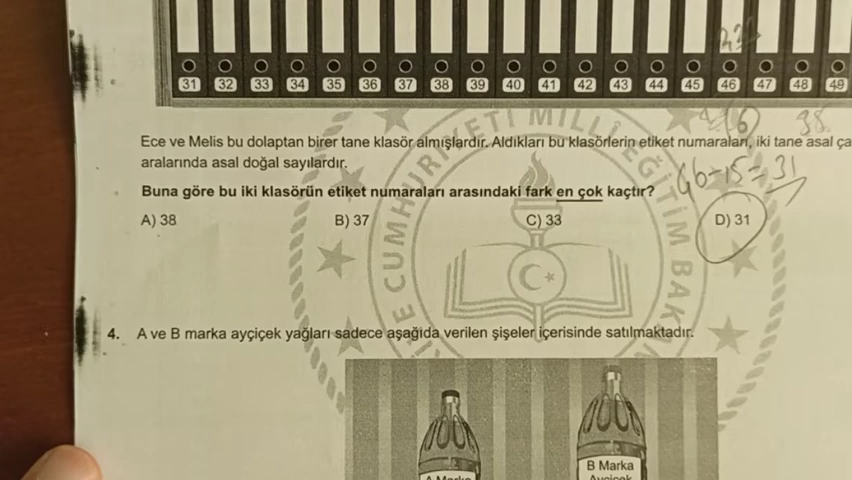 31 32 33 34 35 36 37 38 39 40 41 42 43 44 45 46 47 48 49
Ece ve Melis bu dolaptan birer tane klasör almışlardır. Aldıkları bu klasörlerin etiket numaraları, iki tane asal ça
aralarında asal doğal sayılardır.
46-15=31
Buna göre bu iki klasörün etiket numaraları arasındaki fark en çok kaçtır?
A) 38 B) 37 C) 33 D) 31
4. A ve B marka ayçiçek yağları sadece aşağıda verilen şişeler içerisinde satılmaktadır.
A Marka
B Marka
Ayçiçek
CUMHURİYETİ MİLLÎ EĞİTİM BAKAN